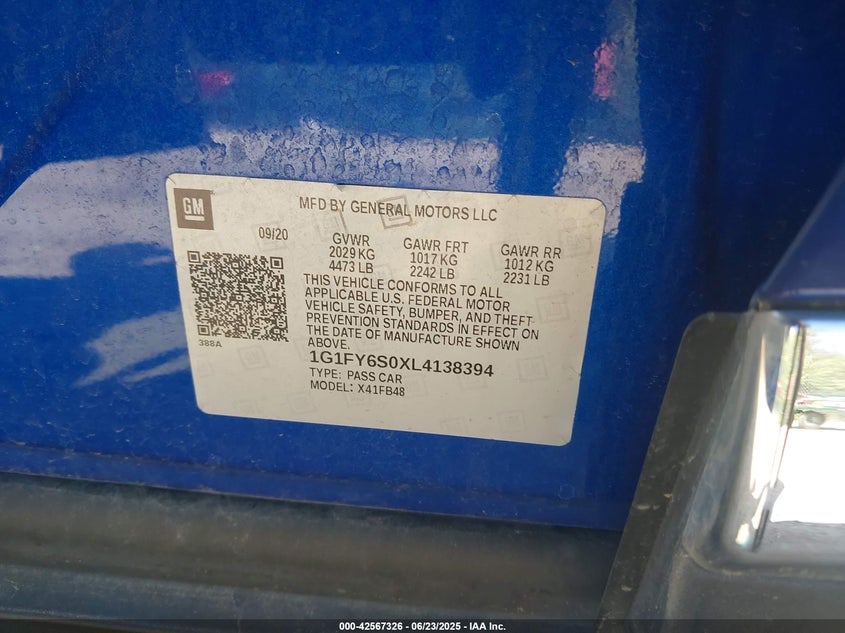 GM
MFD BY GENERAL MOTORS LLC
09/20
GVWR
2029 KG
4473 LB
GAWR FRT
1017 KG
2242 LB
GAWR RR
1012 KG
2231 LB
THIS VEHICLE CONFORMS TO ALL
APPLICABLE U.S. FEDERAL MOTOR
VEHICLE SAFETY, BUMPER, AND THEFT
PREVENTION STANDARDS IN EFFECT ON
THE DATE OF MANUFACTURE SHOWN
ABOVE.
388A
1G1FY6S0XL4138394
TYPE: PASS CAR
MODEL: X41FB48
000-42567326 - 06/23/2025 - IAA Inc.